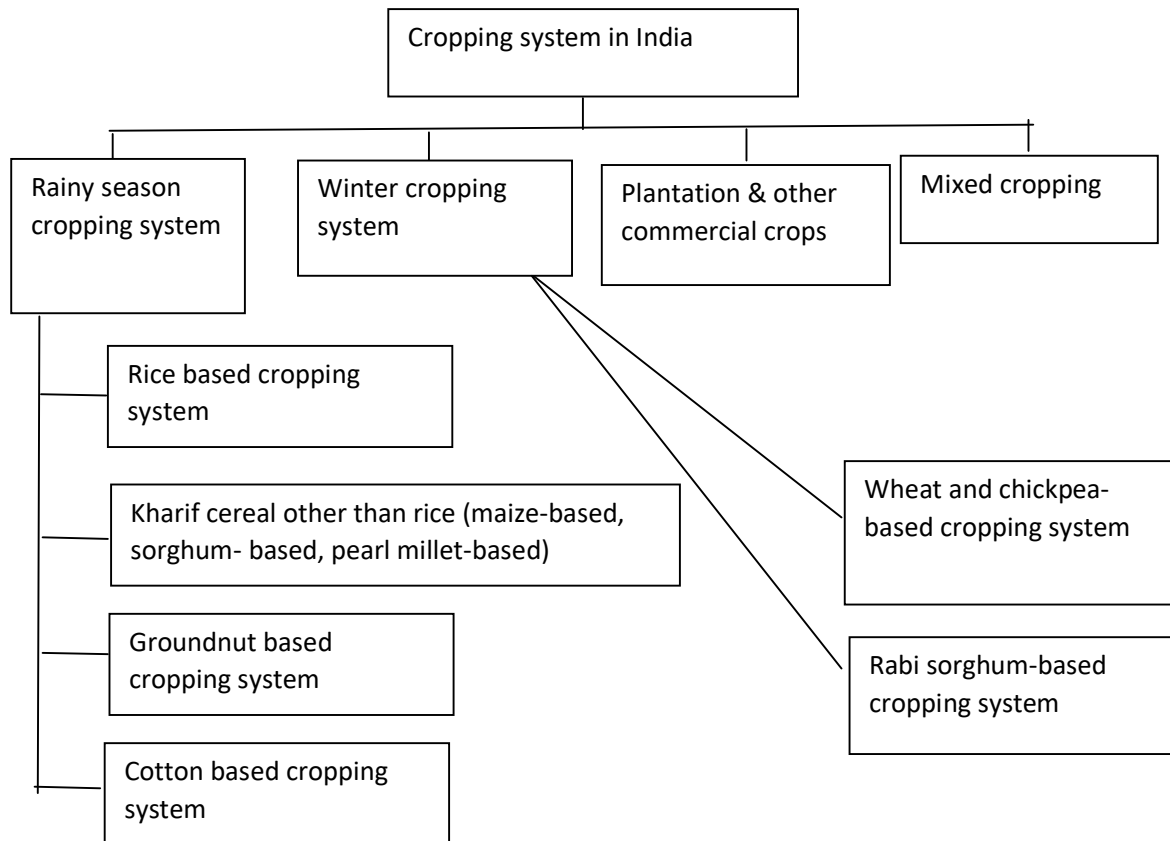 Cropping system in India
Rainy season
cropping system
Winter cropping
system
Plantation & other
commercial crops
Mixed cropping
Rice based cropping
system
Kharif cereal other than rice (maize-based,
sorghum- based, pearl millet-based)
Groundnut based
cropping system
Cotton based cropping
system
Wheat and chickpea-
based cropping system
Rabi sorghum-based
cropping system